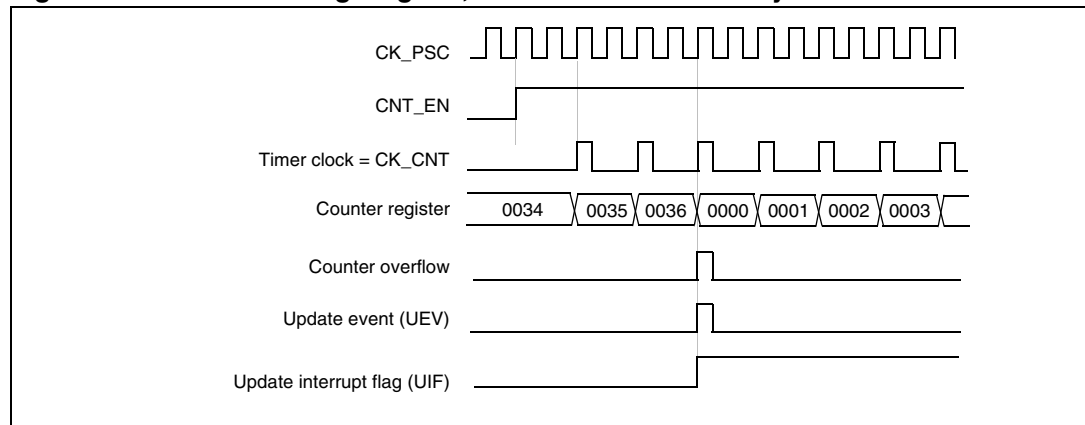 CK_PSC
CNT_EN
Timer clock = CK_CNT
Counter register 0034 0035 0036 0000 0001 0002 0003
Counter overflow
Update event (UEV)
Update interrupt flag (UIF)